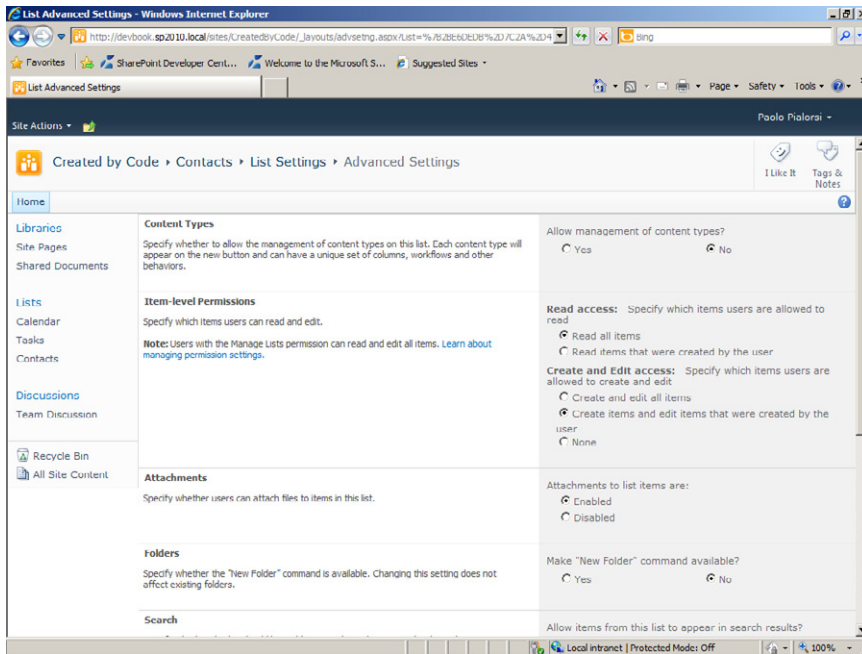 List Advanced Settings - Windows Internet Explorer
http://devbook.sp2010.local/sites/CreatedByCode/_layouts/advsetng.aspx?List=%7B2BE6DEDB%2D7C2A%2D4
Bing
Favorites SharePoint Developer Cent... Welcome to the Microsoft S... Suggested Sites
List Advanced Settings
Page Safety Tools
Site Actions
Paolo Pialorsi
Created by Code Contacts List Settings Advanced Settings
I Like It
Tags &
Notes
Home
Libraries
Site Pages
Shared Documents
Lists
Calendar
Tasks
Contacts
Discussions
Team Discussion
Recycle Bin
All Site Content
Content Types
Specify whether to allow the management of content types on this list. Each content type will
appear on the new button and can have a unique set of columns, workflows and other
behaviors.
Allow management of content types?
Yes No
Item-level Permissions
Specify which items users can read and edit.
Note: Users with the Manage Lists permission can read and edit all items. Learn about
managing permission settings.
Read access: Specify which items users are allowed to
read
Read all items
Read items that were created by the user
Create and Edit access: Specify which items users are
allowed to create and edit
Create and edit all items
Create items and edit items that were created by the
user
None
Attachments
Specify whether users can attach files to items in this list.
Attachments to list items are:
Enabled
Disabled
Folders
Specify whether the "New Folder" command is available. Changing this setting does not
affect existing folders.
Make "New Folder" command available?
Yes No
Search
Allow items from this list to appear in search results?
Local intranet | Protected Mode: Off
100%